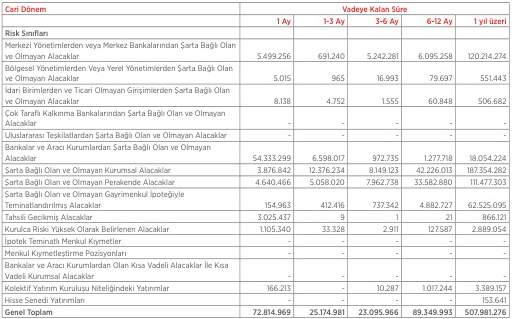 Cari Dönem Vadeye Kalan Süre
1 Ay 1-3 Ay 3-6 Ay 6-12 Ay 1 yıl üzeri
Risk Sınıfları
Merkezi Yönetimlerden veya Merkez Bankalarından Şarta Bağlı Olan
ve Olmayan Alacaklar 5.499.256 691.240 5.242.281 6.095.258 120.214.274
Bölgesel Yönetimlerden Veya Yerel Yönetimlerden Şarta Bağlı Olan
ve Olmayan Alacaklar 5.015 965 16.993 79.697 551.443
İdari Birimlerden ve Ticari Olmayan Girişimlerden Şarta Bağlı Olan
ve Olmayan Alacaklar 8.138 4.752 1.555 60.848 506.682
Çok Taraflı Kalkınma Bankalarından Şarta Bağlı Olan ve Olmayan
Alacaklar - - - - -
Uluslararası Teşkilatlardan Şarta Bağlı Olan ve Olmayan Alacaklar - - - - -
Bankalar ve Aracı Kurumlardan Şarta Bağlı Olan ve Olmayan
Alacaklar 54.333.299 6.598.017 972.735 1.277.718 18.054.224
Şarta Bağlı Olan ve Olmayan Kurumsal Alacaklar 3.876.842 12.376.234 8.149.123 42.226.013 187.354.282
Şarta Bağlı Olan ve Olmayan Perakende Alacaklar 4.640.466 5.058.020 7.962.738 33.582.880 111.477.303
Şarta Bağlı Olan ve Olmayan Gayrimenkul İpoteğiyle
Teminatlandırılmış Alacaklar 154.963 412.416 737.342 4.882.727 62.525.095
Tahsili Gecikmiş Alacaklar 3.025.437 9 1 21 866.121
Kurulca Riski Yüksek Olarak Belirlenen Alacaklar 1.105.340 33.328 2.911 127.587 2.889.054
İpotek Teminatlı Menkul Kıymetler - - - - -
Menkul Kıymetleştirme Pozisyonları - - - - -
Bankalar ve Aracı Kurumlardan Olan Kısa Vadeli Alacaklar İle Kısa
Vadeli Kurumsal Alacaklar - - - - -
Kolektif Yatırım Kuruluşu Niteliğindeki Yatırımlar 166.213 - 10.287 1.017.244 3.389.157
Hisse Senedi Yatırımları - - - - 153.641
Genel Toplam 72.814.969 25.174.981 23.095.966 89.349.993 507.981.276